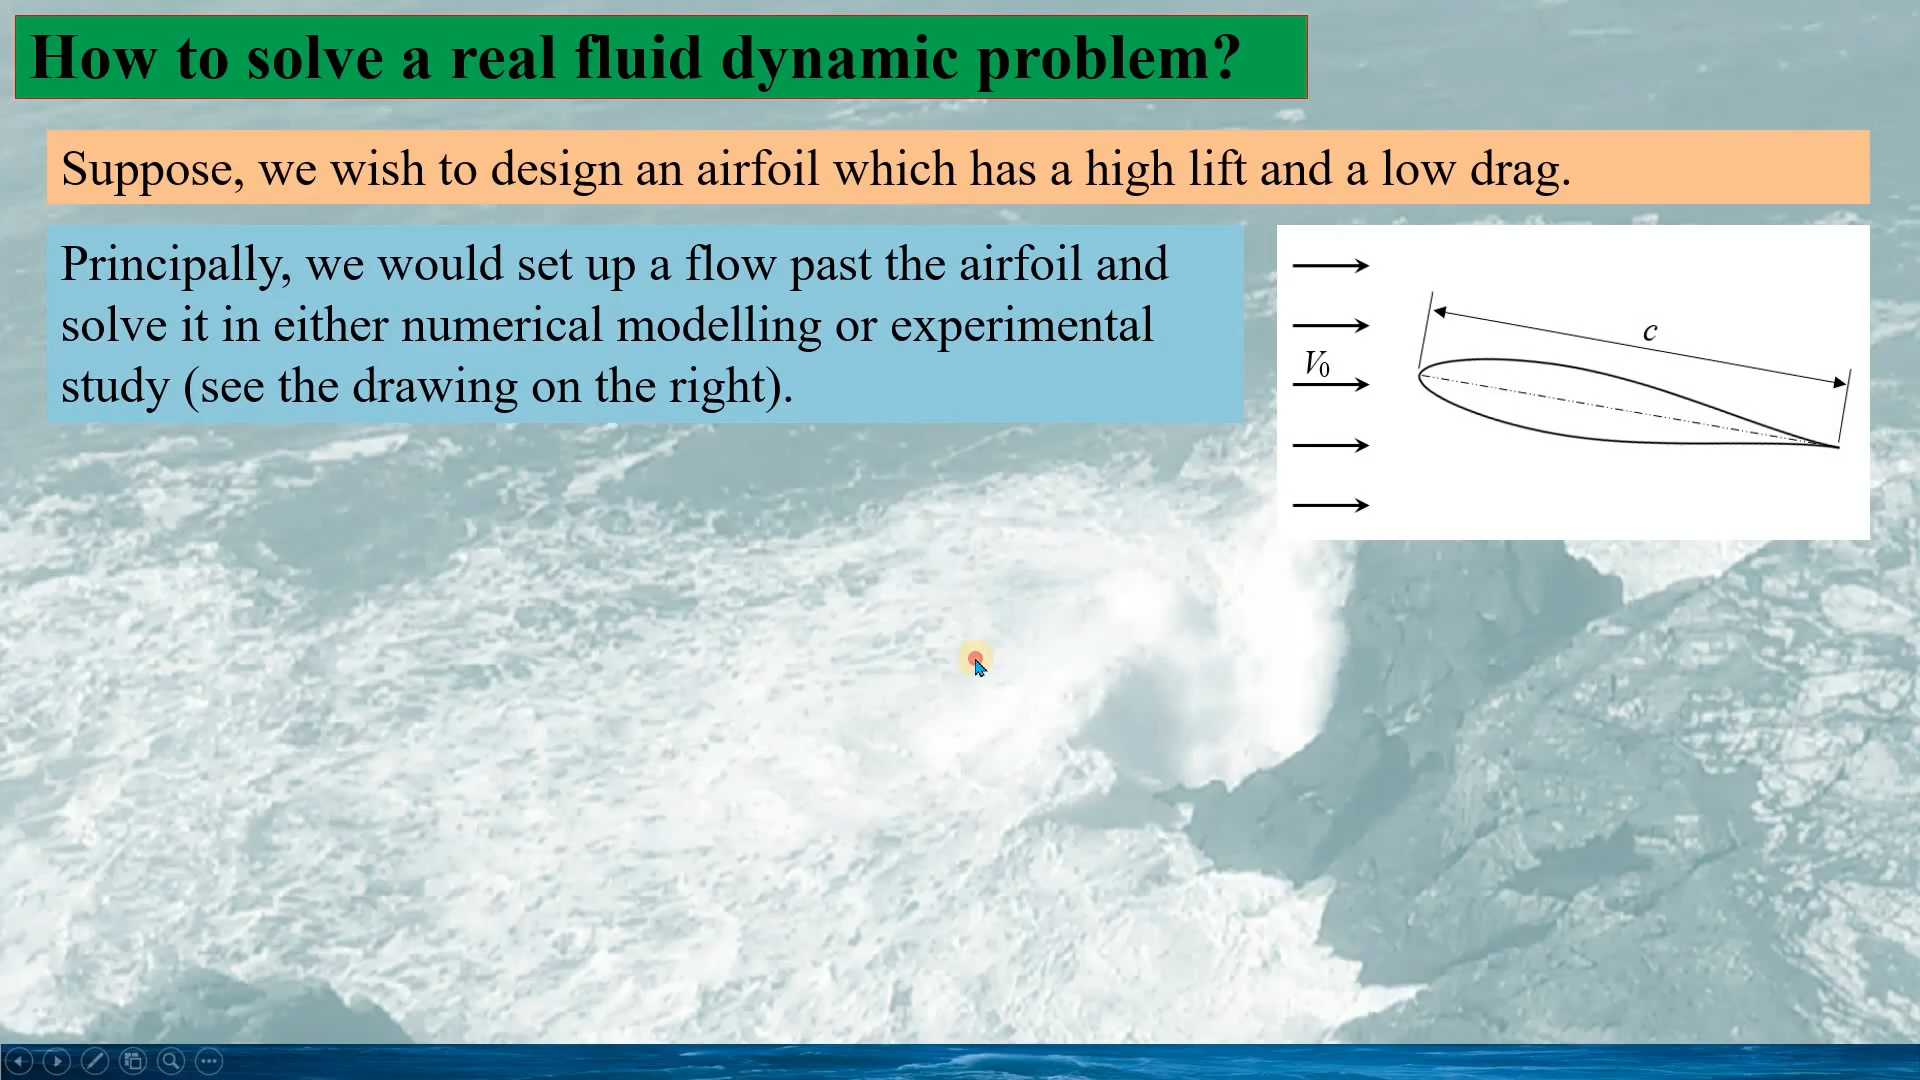 How to solve a real fluid dynamic problem?
Suppose, we wish to design an airfoil which has a high lift and a low drag.
Principally, we would set up a flow past the airfoil and
solve it in either numerical modelling or experimental
study (see the drawing on the right).
c
V₀